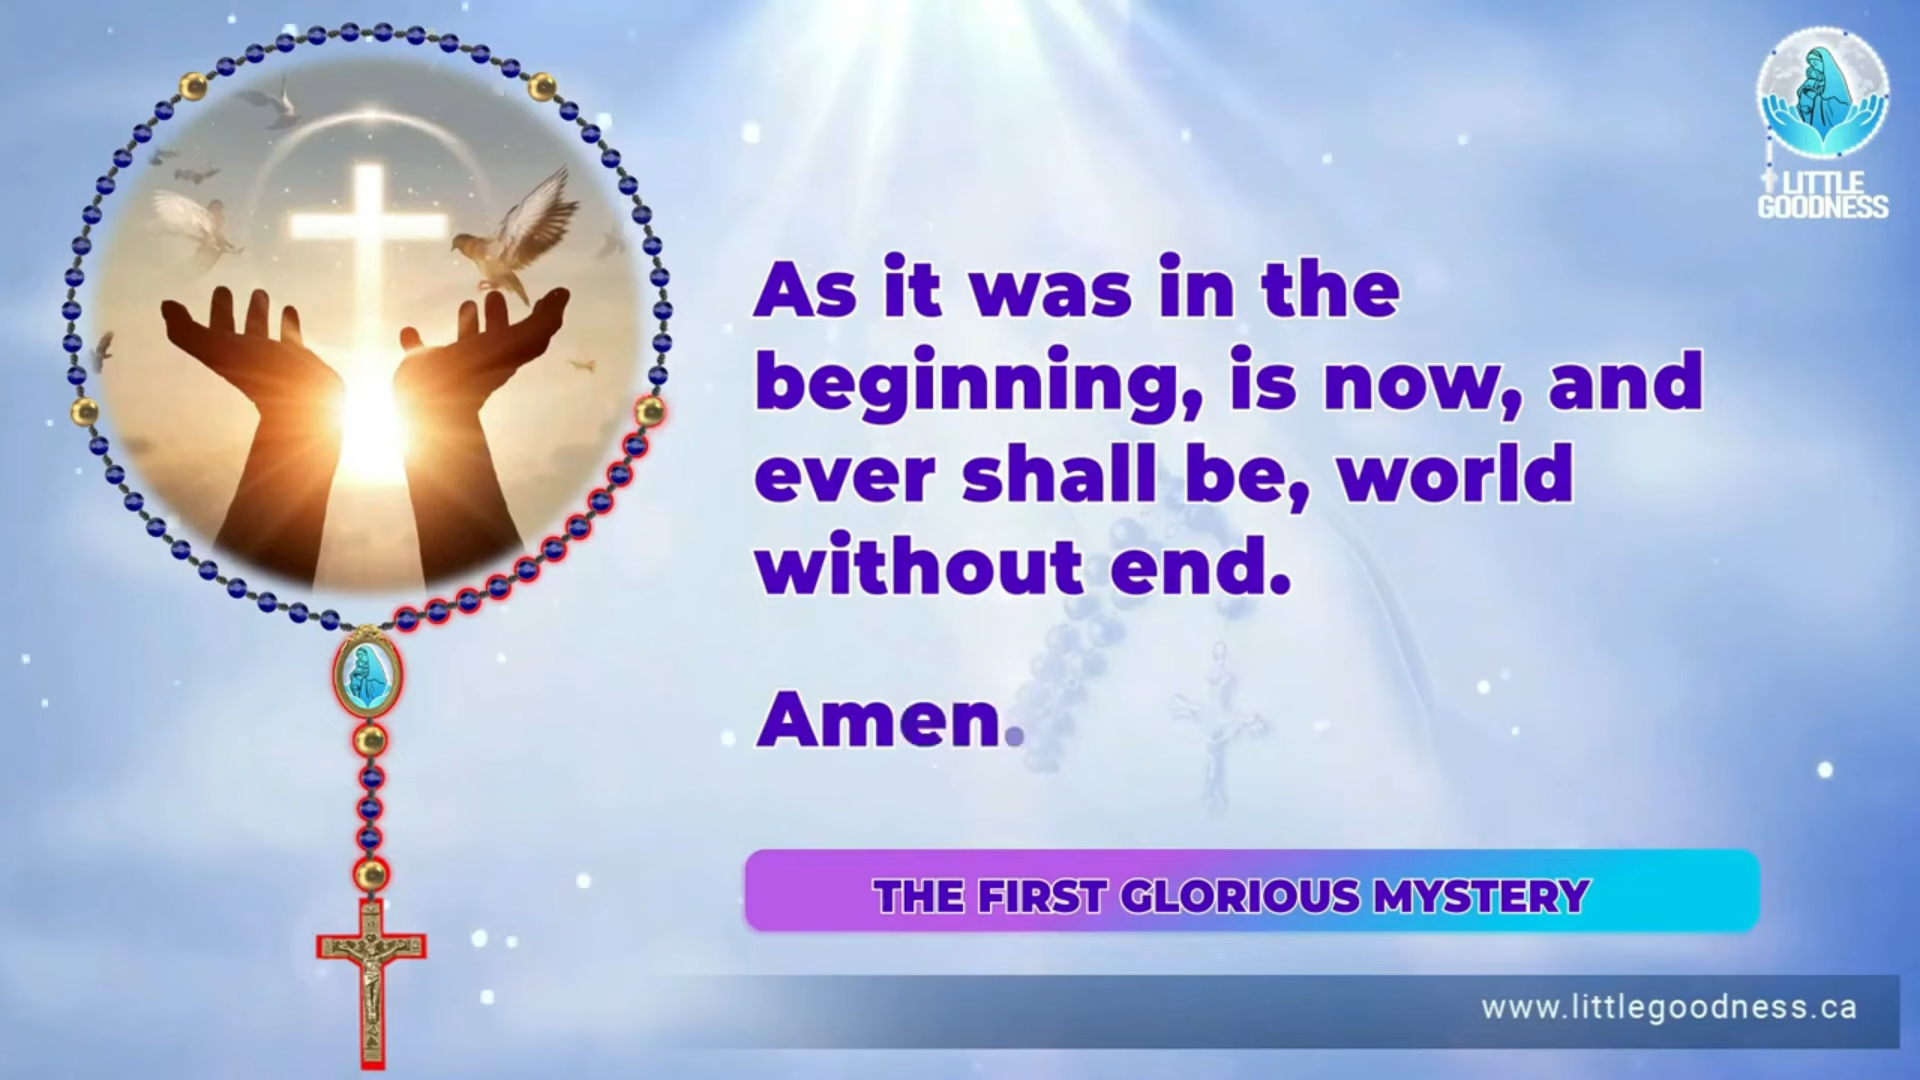 LITTLE
GOODNESS
As it was in the
beginning, is now, and
ever shall be, world
without end.
Amen.
THE FIRST GLORIOUS MYSTERY
www.littlegoodness.ca